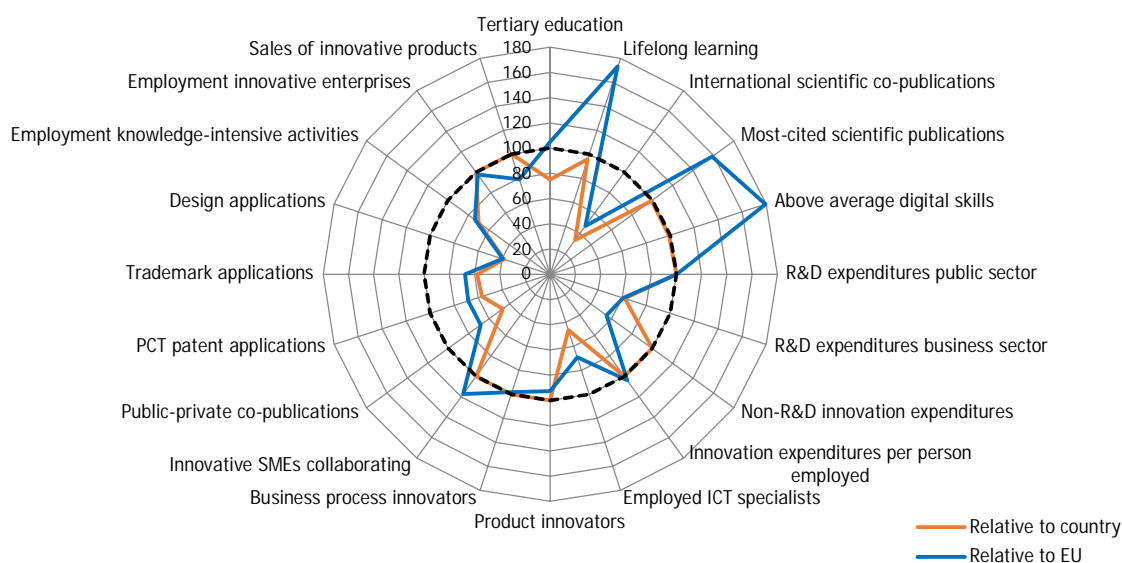 Tertiary education
Sales of innovative products
Lifelong learning
Employment innovative enterprises
International scientific co-publications
Employment knowledge-intensive activities
Most-cited scientific publications
Design applications
Above average digital skills
Trademark applications
R&D expenditures public sector
PCT patent applications
R&D expenditures business sector
Public-private co-publications
Non-R&D innovation expenditures
Innovative SMEs collaborating
Innovation expenditures per person
employed
Business process innovators
Employed ICT specialists
Product innovators
180
160
140
120
100
80
60
40
20
0
Relative to country
Relative to EU